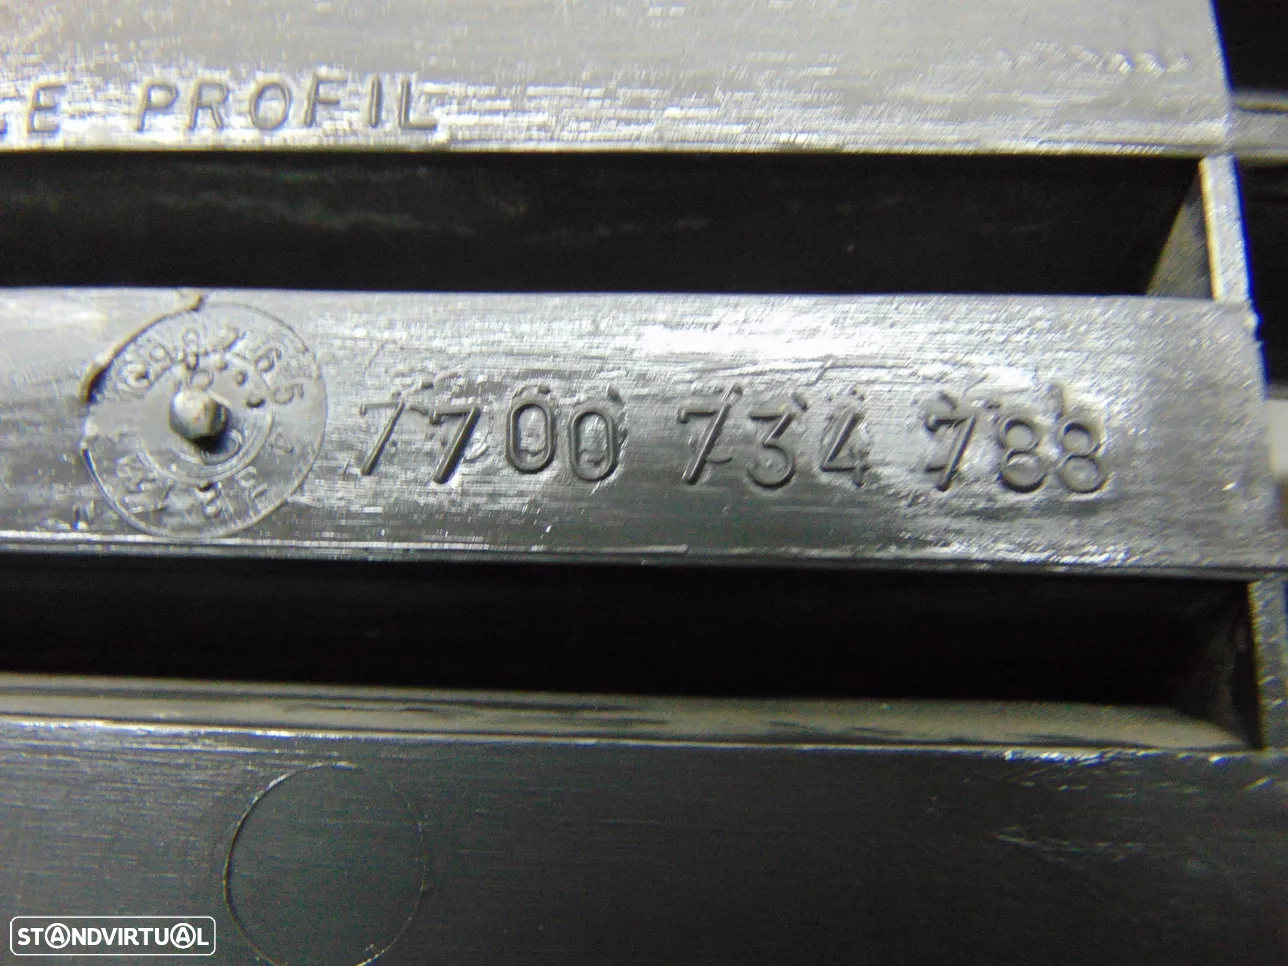 PROFIL
7700 734 788
STANDVIRTUAL